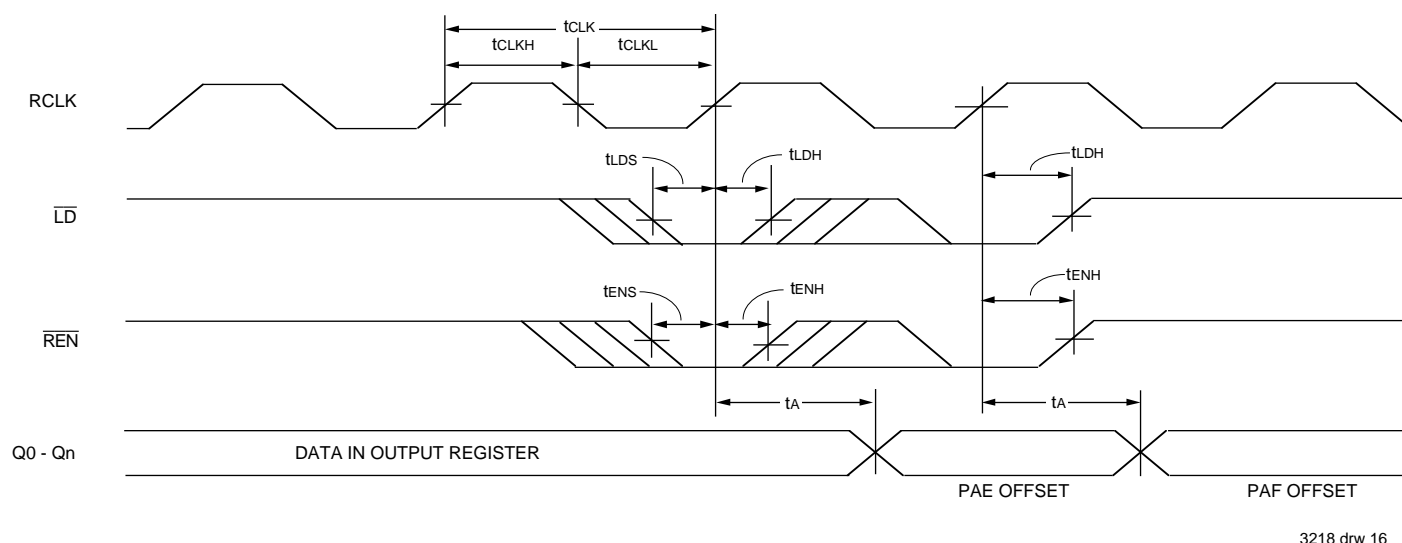 tCLK
tCLKH tCLKL
RCLK
tLDS tLDH tLDH
LD
tENS tENH tENH
REN
tA tA
Q0 - Qn DATA IN OUTPUT REGISTER
PAE OFFSET PAF OFFSET
3218 drw 16